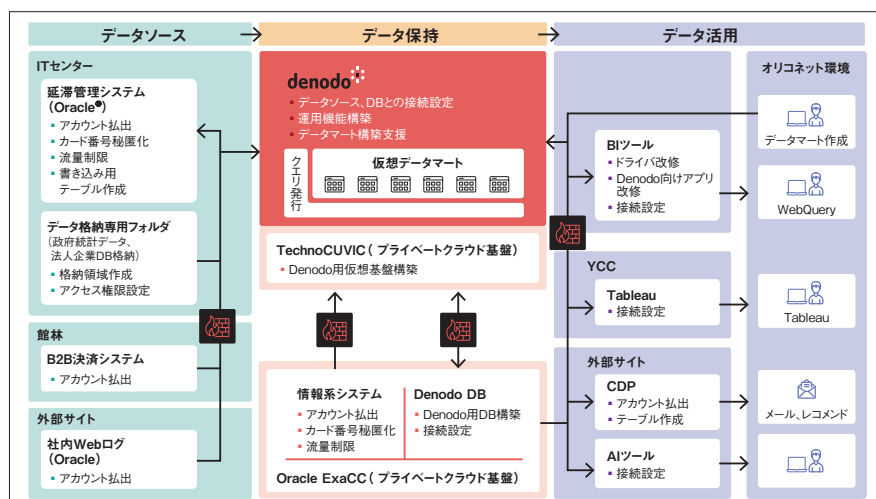 データソース
データ保持
データ活用
ITセンター
延滞管理システム
(Oracle●)
▪ アカウント払出
▪ カード番号秘匿化
▪ 流量制限
▪ 書き込み用
テーブル作成
データ格納専用フォルダ
(政府統計データ、
法人企業DB格納)
▪ 格納領域作成
▪ アクセス権限設定
館林
B2B決済システム
▪ アカウント払出
外部サイト
社内Webログ
(Oracle)
▪ アカウント払出
denodo
▪ データソース、DBとの接続設定
▪ 運用機能構築
▪ データマート構築支援
クエリ発行
仮想データマート
TechnoCUVIC(プライベートクラウド基盤)
▪ Denodo用仮想基盤構築
情報系システム
▪ アカウント払出
▪ カード番号秘匿化
▪ 流量制限
Denodo DB
▪ Denodo用DB構築
▪ 接続設定
Oracle ExaCC(プライベートクラウド基盤)
BIツール
▪ ドライバ改修
▪ Denodo向けアプリ
改修
▪ 接続設定
YCC
Tableau
▪ 接続設定
外部サイト
CDP
▪ アカウント払出
▪ テーブル作成
AIツール
▪ 接続設定
オリコネット環境
データマート作成
WebQuery
Tableau
メール、レコメンド